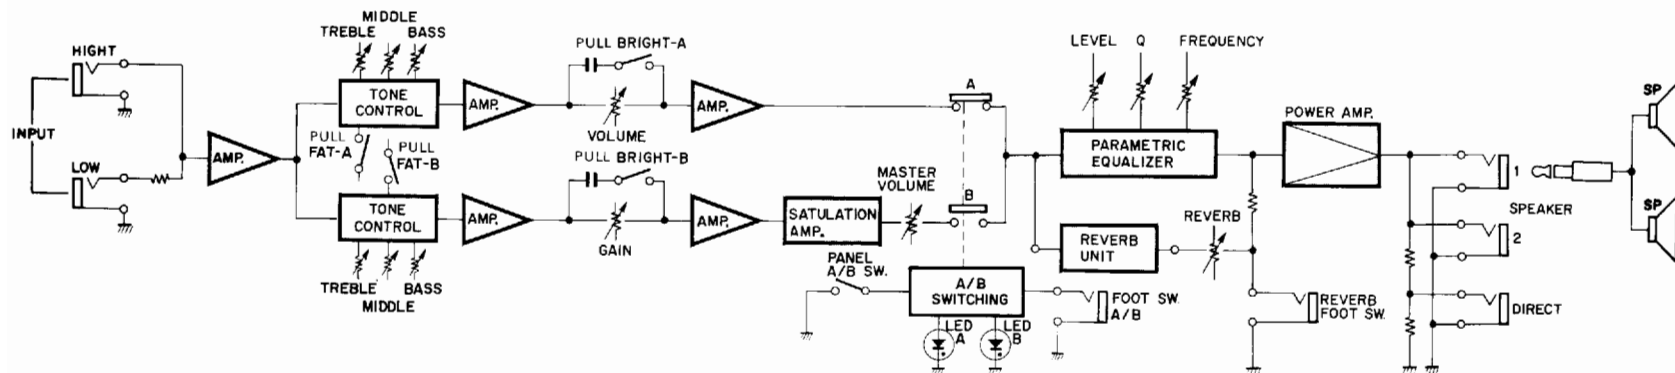 INPUT
HIGHT
LOW
AMP.
TREBLE
MIDDLE
BASS
TONE
CONTROL
PULL
FAT-A
PULL
FAT-B
TONE
CONTROL
TREBLE
MIDDLE
BASS
AMP.
PULL BRIGHT-A
VOLUME
AMP.
AMP.
PULL BRIGHT-B
GAIN
AMP.
SATULATION
AMP.
MASTER
VOLUME
A
B
PANEL
A/B SW.
A/B
SWITCHING
LED
A
LED
B
FOOT SW.
A/B
LEVEL
Q
FREQUENCY
PARAMETRIC
EQUALIZER
REVERB
UNIT
REVERB
REVERB
FOOT SW.
POWER AMP.
1
SPEAKER
2
DIRECT
SP
SP